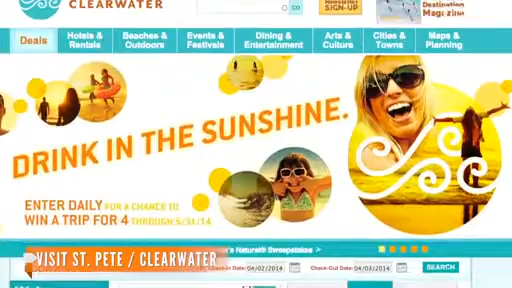 CLEARWATER
GO
Newsletter
SIGN-UP
Destination
Magazine
Deals
Hotels &
Rentals
Beaches &
Outdoors
Events &
Festivals
Dining &
Entertainment
Arts &
Culture
Cities &
Towns
Maps &
Planning
DRINK IN THE SUNSHINE.
ENTER DAILY FOR A CHANCE TO
WIN A TRIP FOR 4 THROUGH 5/31/14
Natural® Sweepstakes >
VISIT ST. PETE / CLEARWATER
Check-In Date: 04/02/2014
Check-Out Date: 04/03/2014
SEARCH